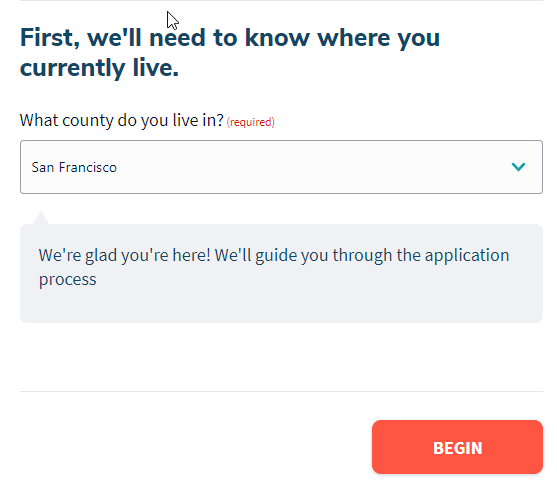 First, we'll need to know where you
currently live.
What county do you live in? (required)
San Francisco
We're glad you're here! We'll guide you through the application
process
BEGIN